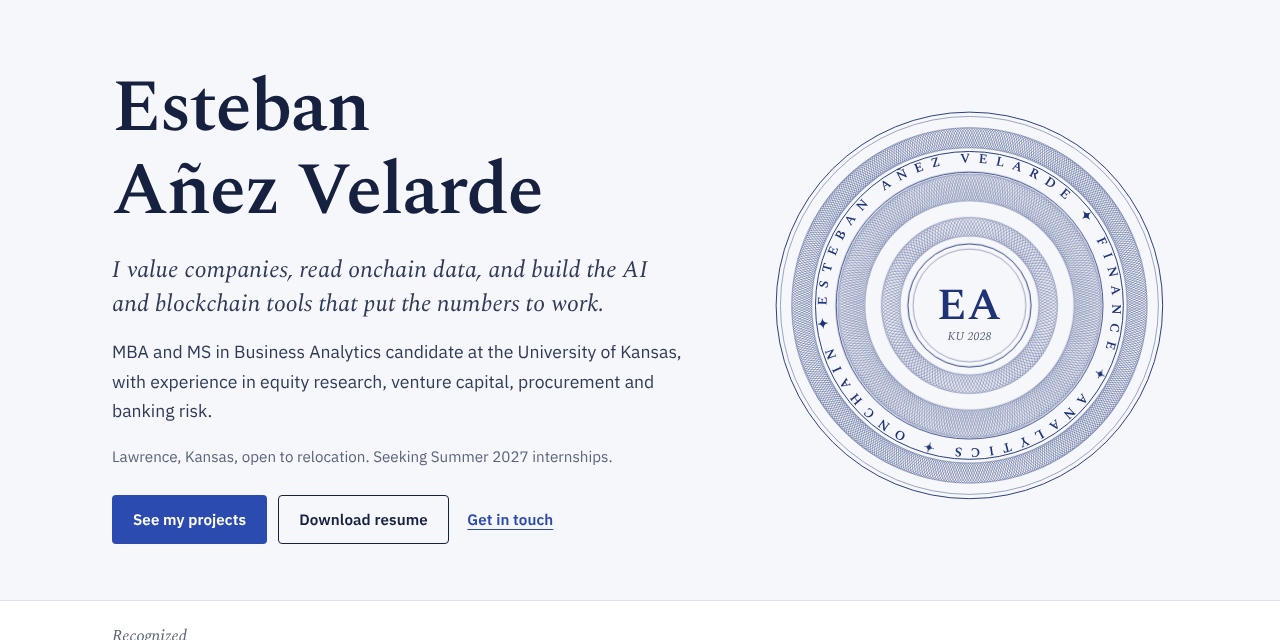 Esteban
Añez Velarde
I value companies, read onchain data, and build the AI
and blockchain tools that put the numbers to work.
MBA and MS in Business Analytics candidate at the University of Kansas,
with experience in equity research, venture capital, procurement and
banking risk.
Lawrence, Kansas, open to relocation. Seeking Summer 2027 internships.
See my projects
Download resume
Get in touch
ESTEBAN AÑEZ VELARDE ✦ FINANCE ✦ ANALYTICS ✦ ONCHAIN ✦
EA
KU 2028
Recognized